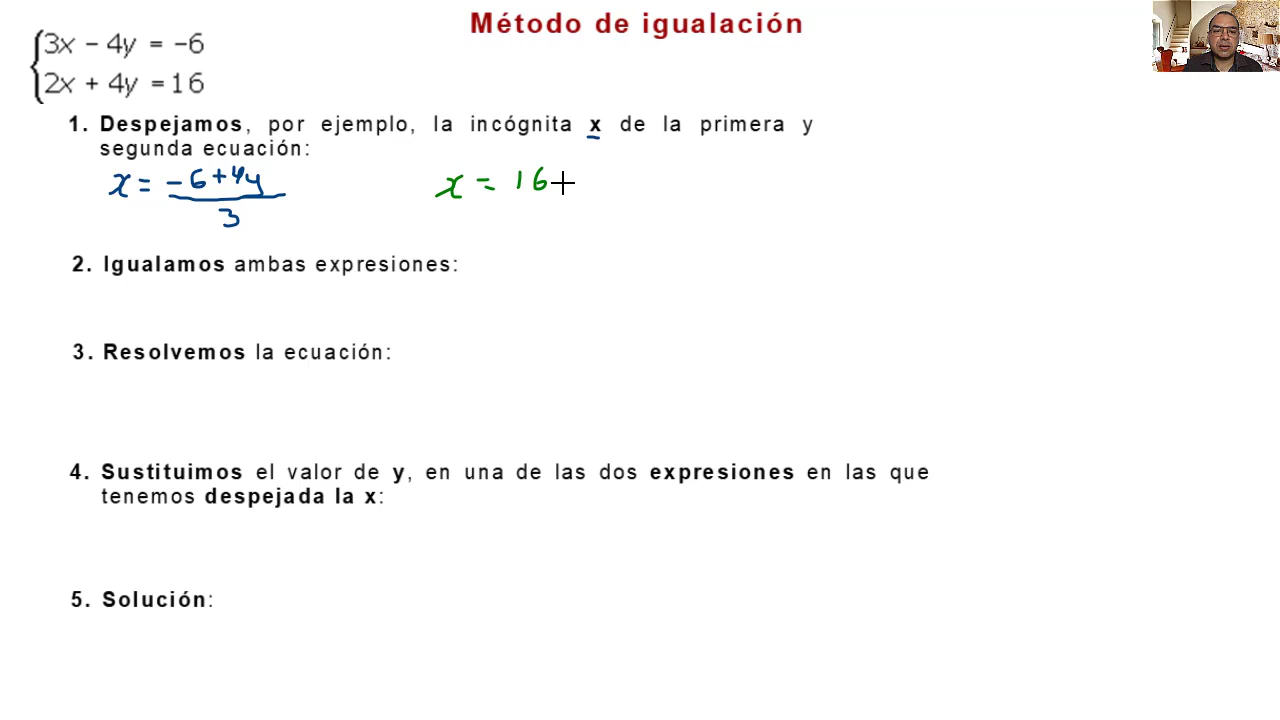 Método de igualación
3x - 4y = -6
2x + 4y = 16
1. Despejamos, por ejemplo, la incógnita x de la primera y
segunda ecuación:
x = -6+4y
3
x = 16
2. Igualamos ambas expresiones:
3. Resolvemos la ecuación:
4. Sustituimos el valor de y, en una de las dos expresiones en las que
tenemos despejada la x:
5. Solución: